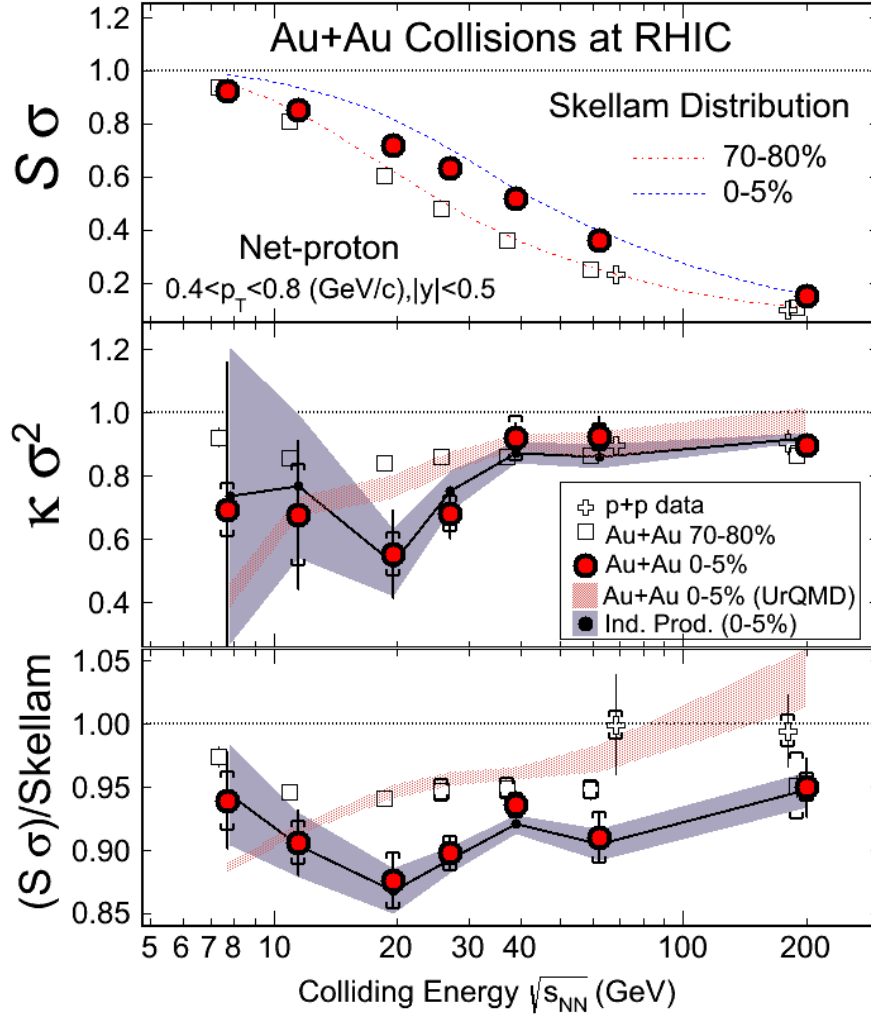 Au+Au Collisions at RHIC
1.2
1.0
0.8
0.6
0.4
0.2
S σ
Skellam Distribution
70-80%
0-5%
Net-proton
0.4<p_T<0.8 (GeV/c),|y|<0.5
1.2
1.0
0.8
0.6
0.4
κ σ²
p+p data
Au+Au 70-80%
Au+Au 0-5%
Au+Au 0-5% (UrQMD)
Ind. Prod. (0-5%)
1.05
1.00
0.95
0.90
0.85
(S σ)/Skellam
5 6 7 8 10 20 30 40 100 200
Colliding Energy √s_NN (GeV)